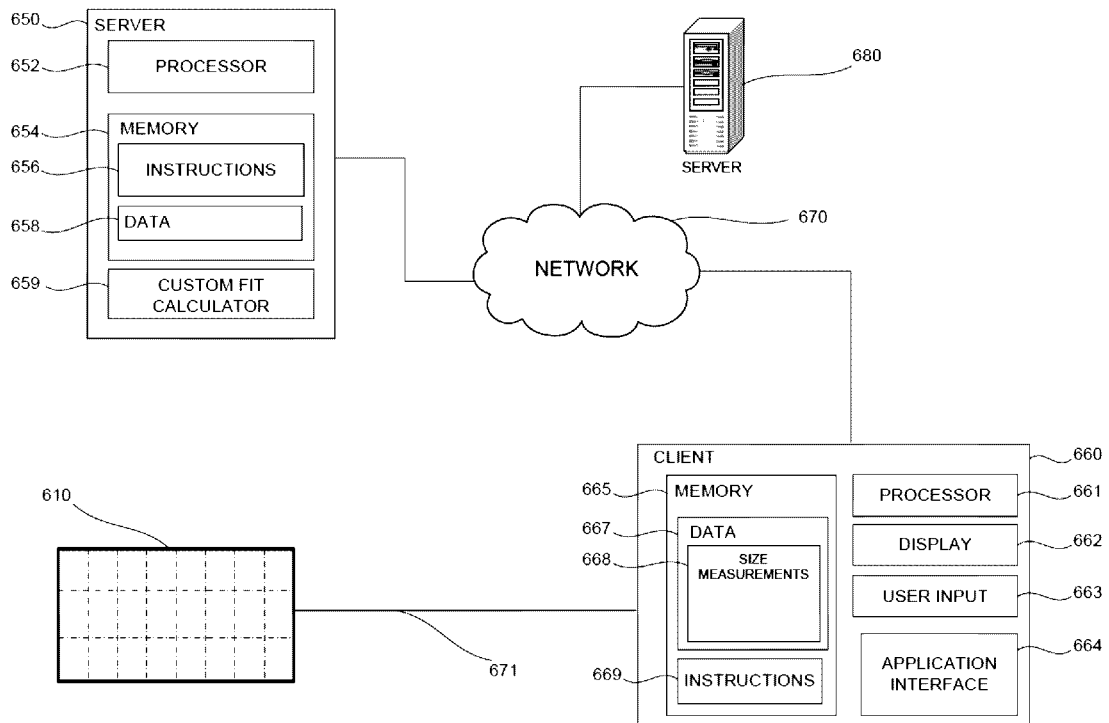 650
SERVER
652
PROCESSOR
654
MEMORY
656
INSTRUCTIONS
658
DATA
659
CUSTOM FIT
CALCULATOR
680
SERVER
670
NETWORK
CLIENT
660
665
MEMORY
667
DATA
668
SIZE
MEASUREMENTS
669
INSTRUCTIONS
PROCESSOR
661
DISPLAY
662
USER INPUT
663
APPLICATION
INTERFACE
664
610
671